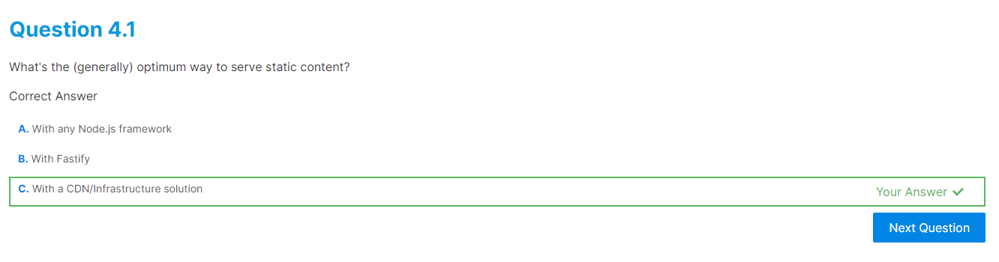 Question 4.1
What's the (generally) optimum way to serve static content?
Correct Answer
A. With any Node.js framework
B. With Fastify
C. With a CDN/Infrastructure solution
Your Answer ✔
Next Question